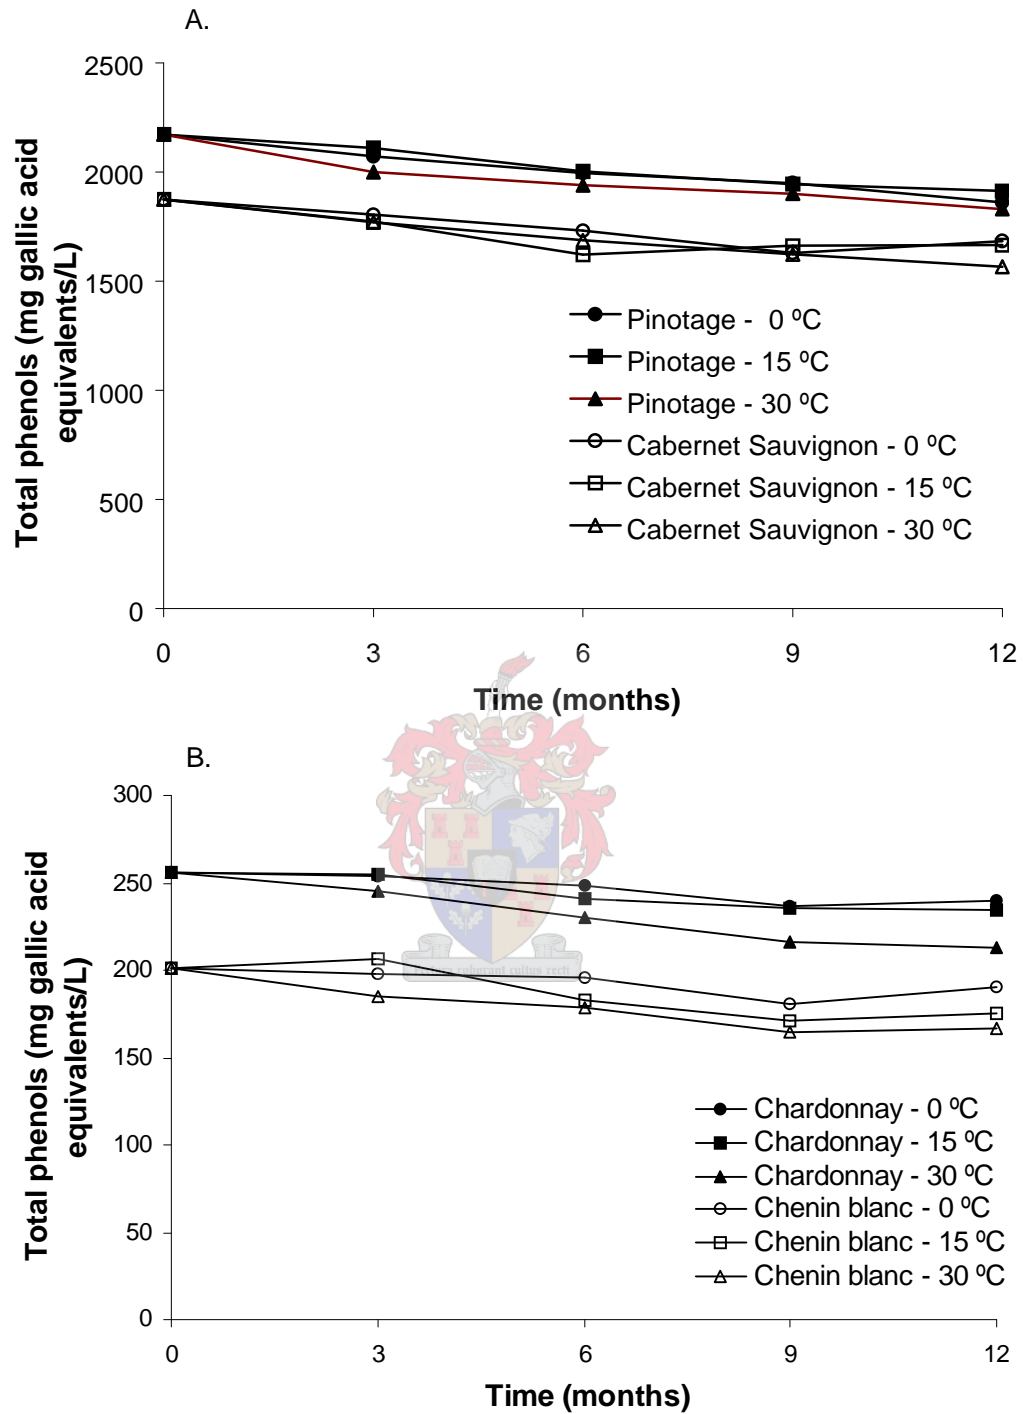 A.
2500
2000
1500
1000
500
0
0 3 6 9 12
Total phenols (mg gallic acid
equivalents/L)
Time (months)
Pinotage - 0 ºC
Pinotage - 15 ºC
Pinotage - 30 ºC
Cabernet Sauvignon - 0 ºC
Cabernet Sauvignon - 15 ºC
Cabernet Sauvignon - 30 ºC
B.
300
250
200
150
100
50
0
0 3 6 9 12
Total phenols (mg gallic acid
equivalents/L)
Time (months)
Chardonnay - 0 ºC
Chardonnay - 15 ºC
Chardonnay - 30 ºC
Chenin blanc - 0 ºC
Chenin blanc - 15 ºC
Chenin blanc - 30 ºC
roborant cultus recti